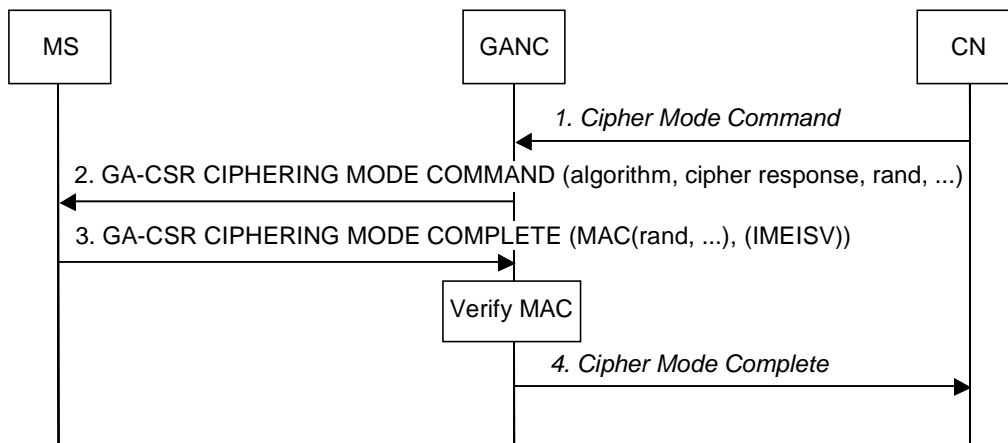 MS
GANC
CN
1. Cipher Mode Command
2. GA-CSR CIPHERING MODE COMMAND (algorithm, cipher response, rand, ...)
3. GA-CSR CIPHERING MODE COMPLETE (MAC(rand, ...), (IMEISV))
Verify MAC
4. Cipher Mode Complete